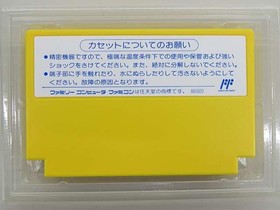 カセットについてのお願い
●精密機器ですので、極端な温度条件下での使用や保管および強い
ショックをさけてください。また、絶対に分解しないでください。
●端子部に手を触れたり、水にぬらしたりして汚さないようにして
ください。故障の原因となります。
ファミリーコンピュータ ファミコンは任天堂の商標です。